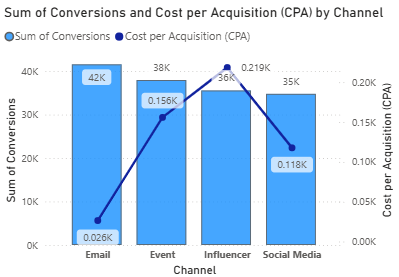 Sum of Conversions and Cost per Acquisition (CPA) by Channel
Sum of Conversions Cost per Acquisition (CPA)
42K 38K 36K 35K
0.026K 0.156K 0.219K 0.118K
40K
30K
20K
10K
0K
Sum of Conversions
0.20K
0.15K
0.10K
0.05K
0.00K
Cost per Acquisition (CPA)
Email Event Influencer Social Media
Channel